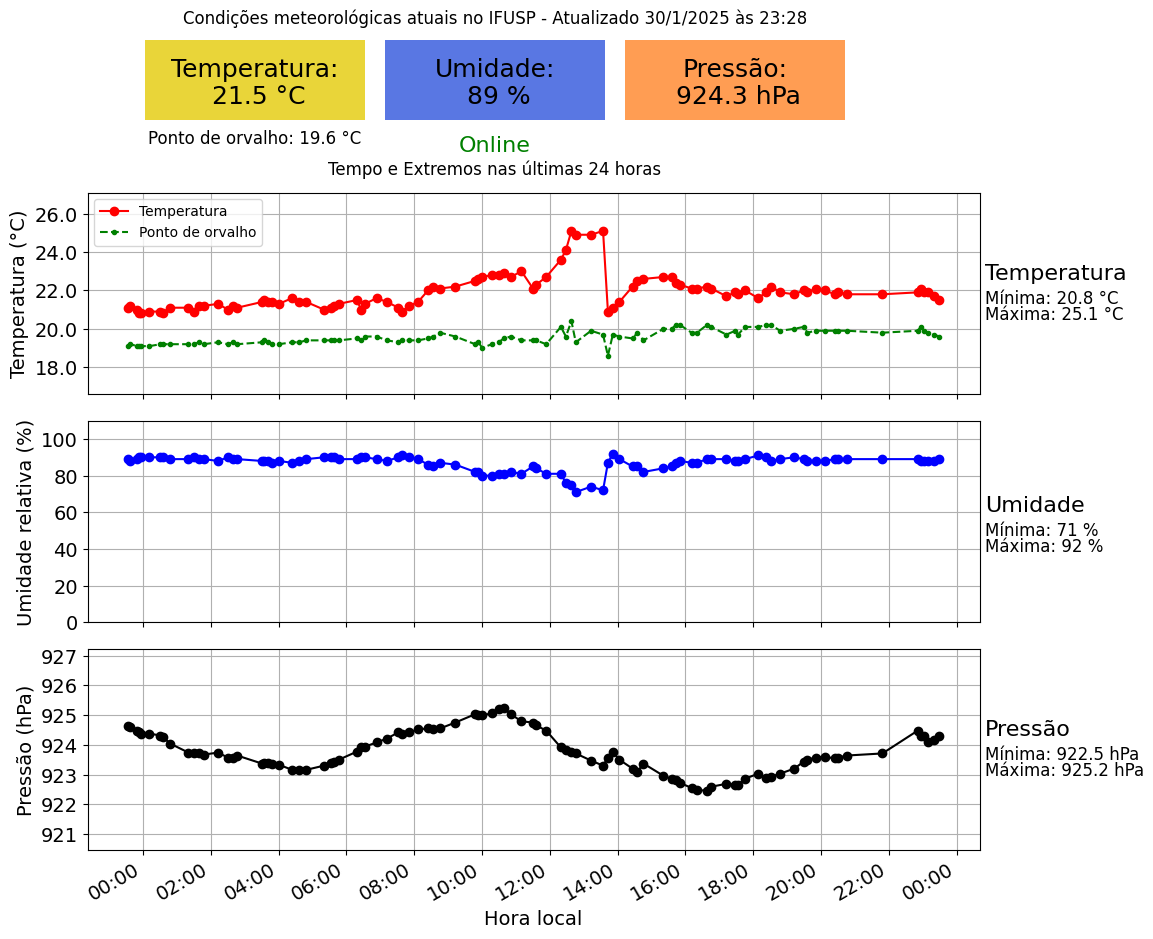 Condições meteorológicas atuais no IFUSP - Atualizado 30/1/2025 às 23:28
Temperatura:
21.5 °C
Umidade:
89 %
Pressão:
924.3 hPa
Ponto de orvalho: 19.6 °C
Online
Tempo e Extremos nas últimas 24 horas
Temperatura (°C)
26.0
24.0
22.0
20.0
18.0
Temperatura
Ponto de orvalho
Temperatura
Mínima: 20.8 °C
Máxima: 25.1 °C
Umidade relativa (%)
100
80
60
40
20
0
Umidade
Mínima: 71 %
Máxima: 92 %
Pressão (hPa)
927
926
925
924
923
922
921
Pressão
Mínima: 922.5 hPa
Máxima: 925.2 hPa
00:00 02:00 04:00 06:00 08:00 10:00 12:00 14:00 16:00 18:00 20:00 22:00 00:00
Hora local